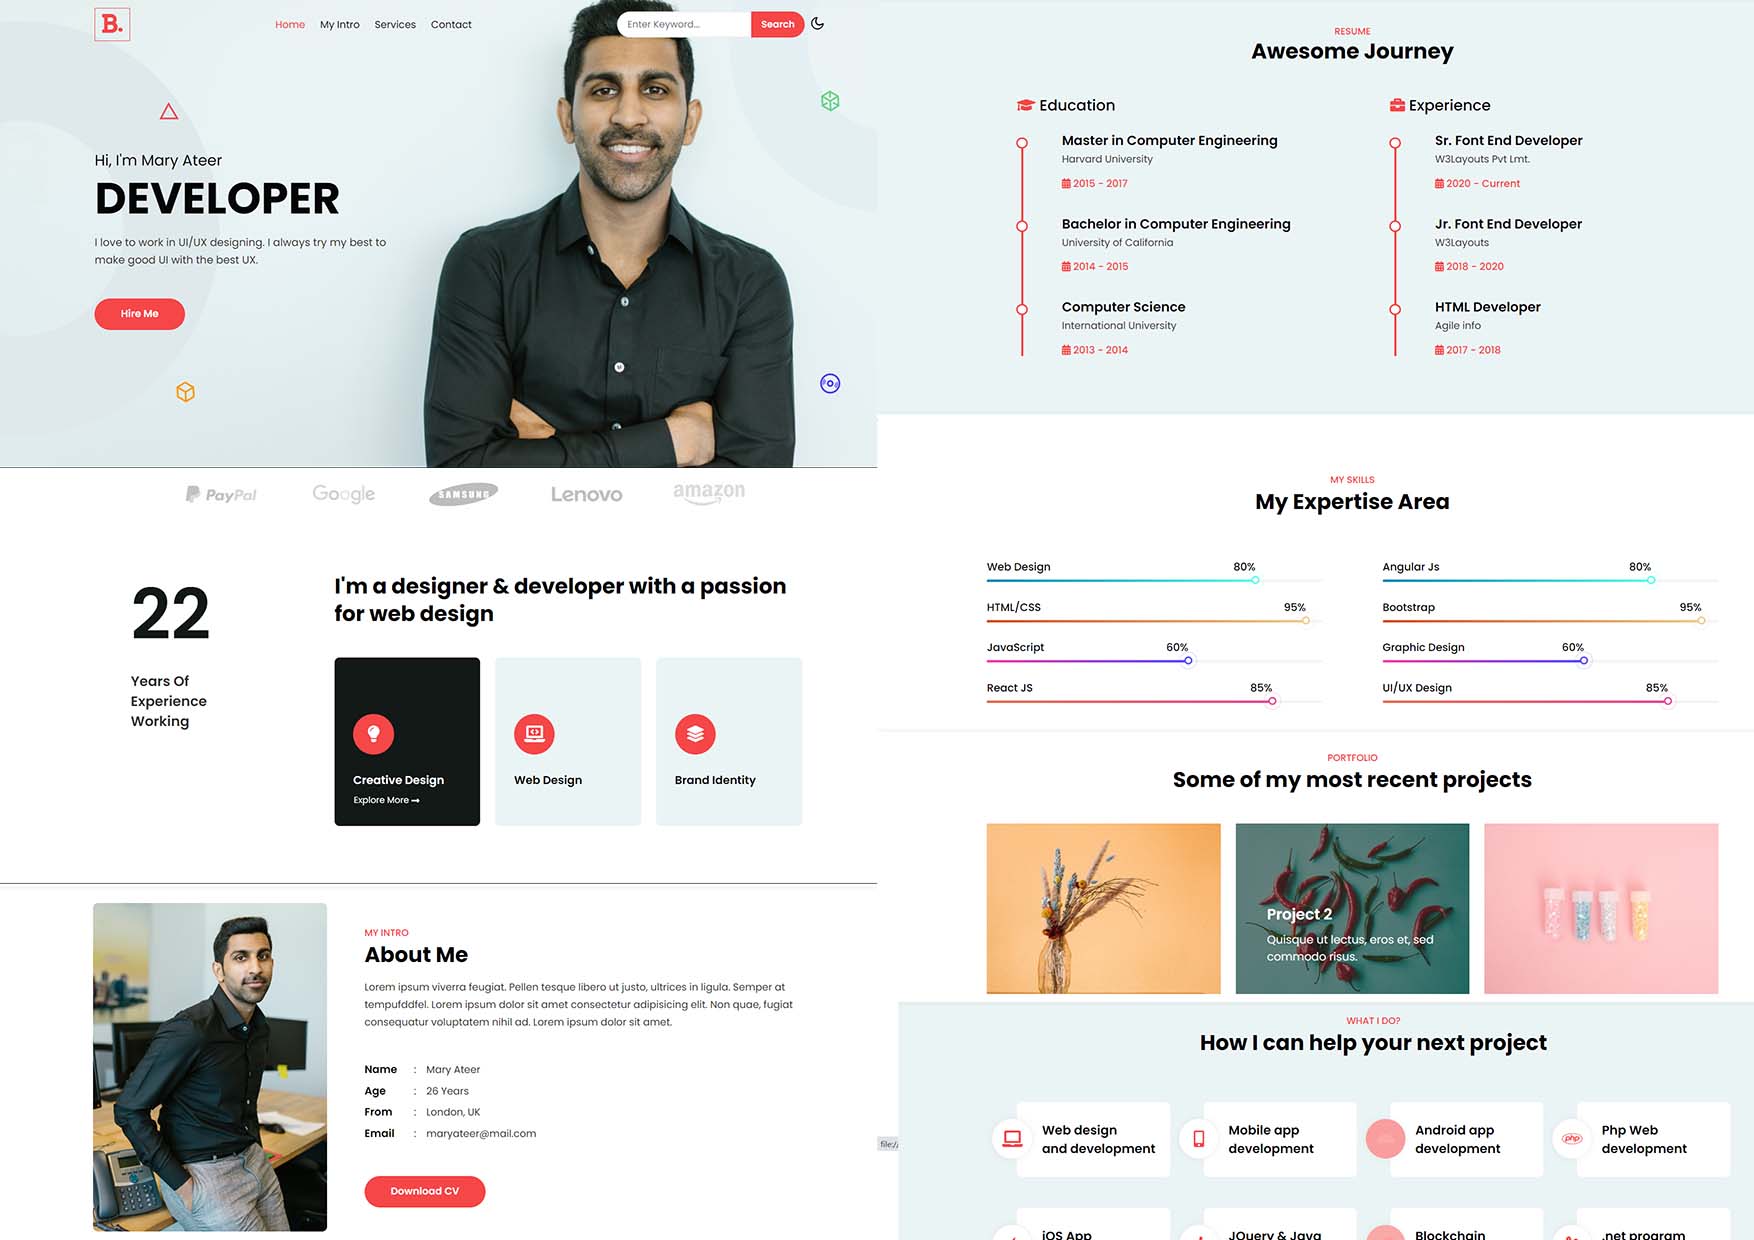 B.
Home My Intro Services Contact
Enter Keyword... Search
Hi, I'm Mary Ateer
DEVELOPER
I love to work in UI/UX designing. I always try my best to
make good UI with the best UX.
Hire Me
PayPal Google SAMSUNG Lenovo amazon
22
Years Of
Experience
Working
I'm a designer & developer with a passion
for web design
Creative Design
Explore More
Web Design
Brand Identity
MY INTRO
About Me
Lorem ipsum viverra feugiat. Pellen tesque libero ut justo, ultrices in ligula. Semper at
tempufddfel. Lorem ipsum dolor sit amet consectetur adipisicing elit. Non quae, fugiat
consequatur voluptatem nihil ad. Lorem ipsum dolor sit amet.
Name : Mary Ateer
Age : 26 Years
From : London, UK
Email : maryateer@mail.com
Download CV
RESUME
Awesome Journey
Education
Master in Computer Engineering
Harvard University
2015 - 2017
Bachelor in Computer Engineering
University of California
2014 - 2015
Computer Science
International University
2013 - 2014
Experience
Sr. Font End Developer
W3Layouts Pvt Lmt.
2020 - Current
Jr. Font End Developer
W3Layouts
2018 - 2020
HTML Developer
Agile info
2017 - 2018
MY SKILLS
My Expertise Area
Web Design 80%
HTML/CSS 95%
JavaScript 60%
React JS 85%
Angular Js 80%
Bootstrap 95%
Graphic Design 60%
UI/UX Design 85%
PORTFOLIO
Some of my most recent projects
Project 2
Quisque ut lectus, eros et, sed
commodo risus.
WHAT I DO?
How I can help your next project
Web design
and development
Mobile app
development
Android app
development
php
Php Web
development
file://
iOS App
JQuery & Java
Blockchain
.net program